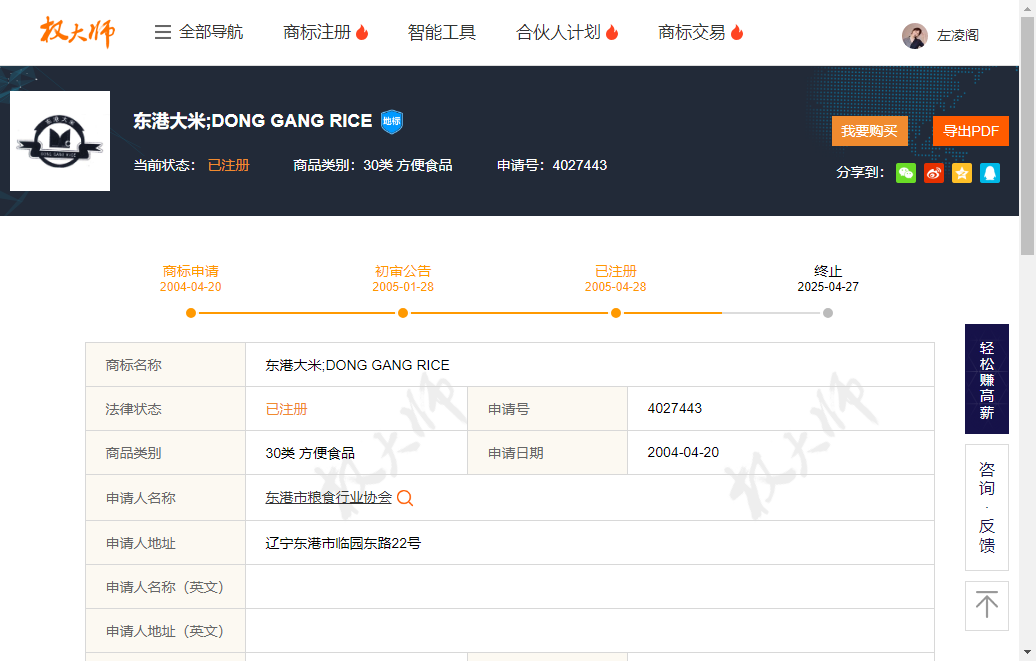 权大师
全部导航
商标注册
智能工具
合伙人计划
商标交易
左凌阁
东港大米;DONG GANG RICE
地标
当前状态： 已注册
商品类别：30类 方便食品
申请号：4027443
我要购买
导出PDF
分享到：
东港大米
DONG GANG RICE
商标申请
2004-04-20
初审公告
2005-01-28
已注册
2005-04-28
终止
2025-04-27
商标名称 东港大米;DONG GANG RICE
法律状态 已注册 申请号 4027443
商品类别 30类 方便食品 申请日期 2004-04-20
申请人名称 东港市粮食行业协会
申请人地址 辽宁东港市临园东路22号
申请人名称（英文）
申请人地址（英文）
权大师
权大师
轻松赚高薪
咨询·反馈